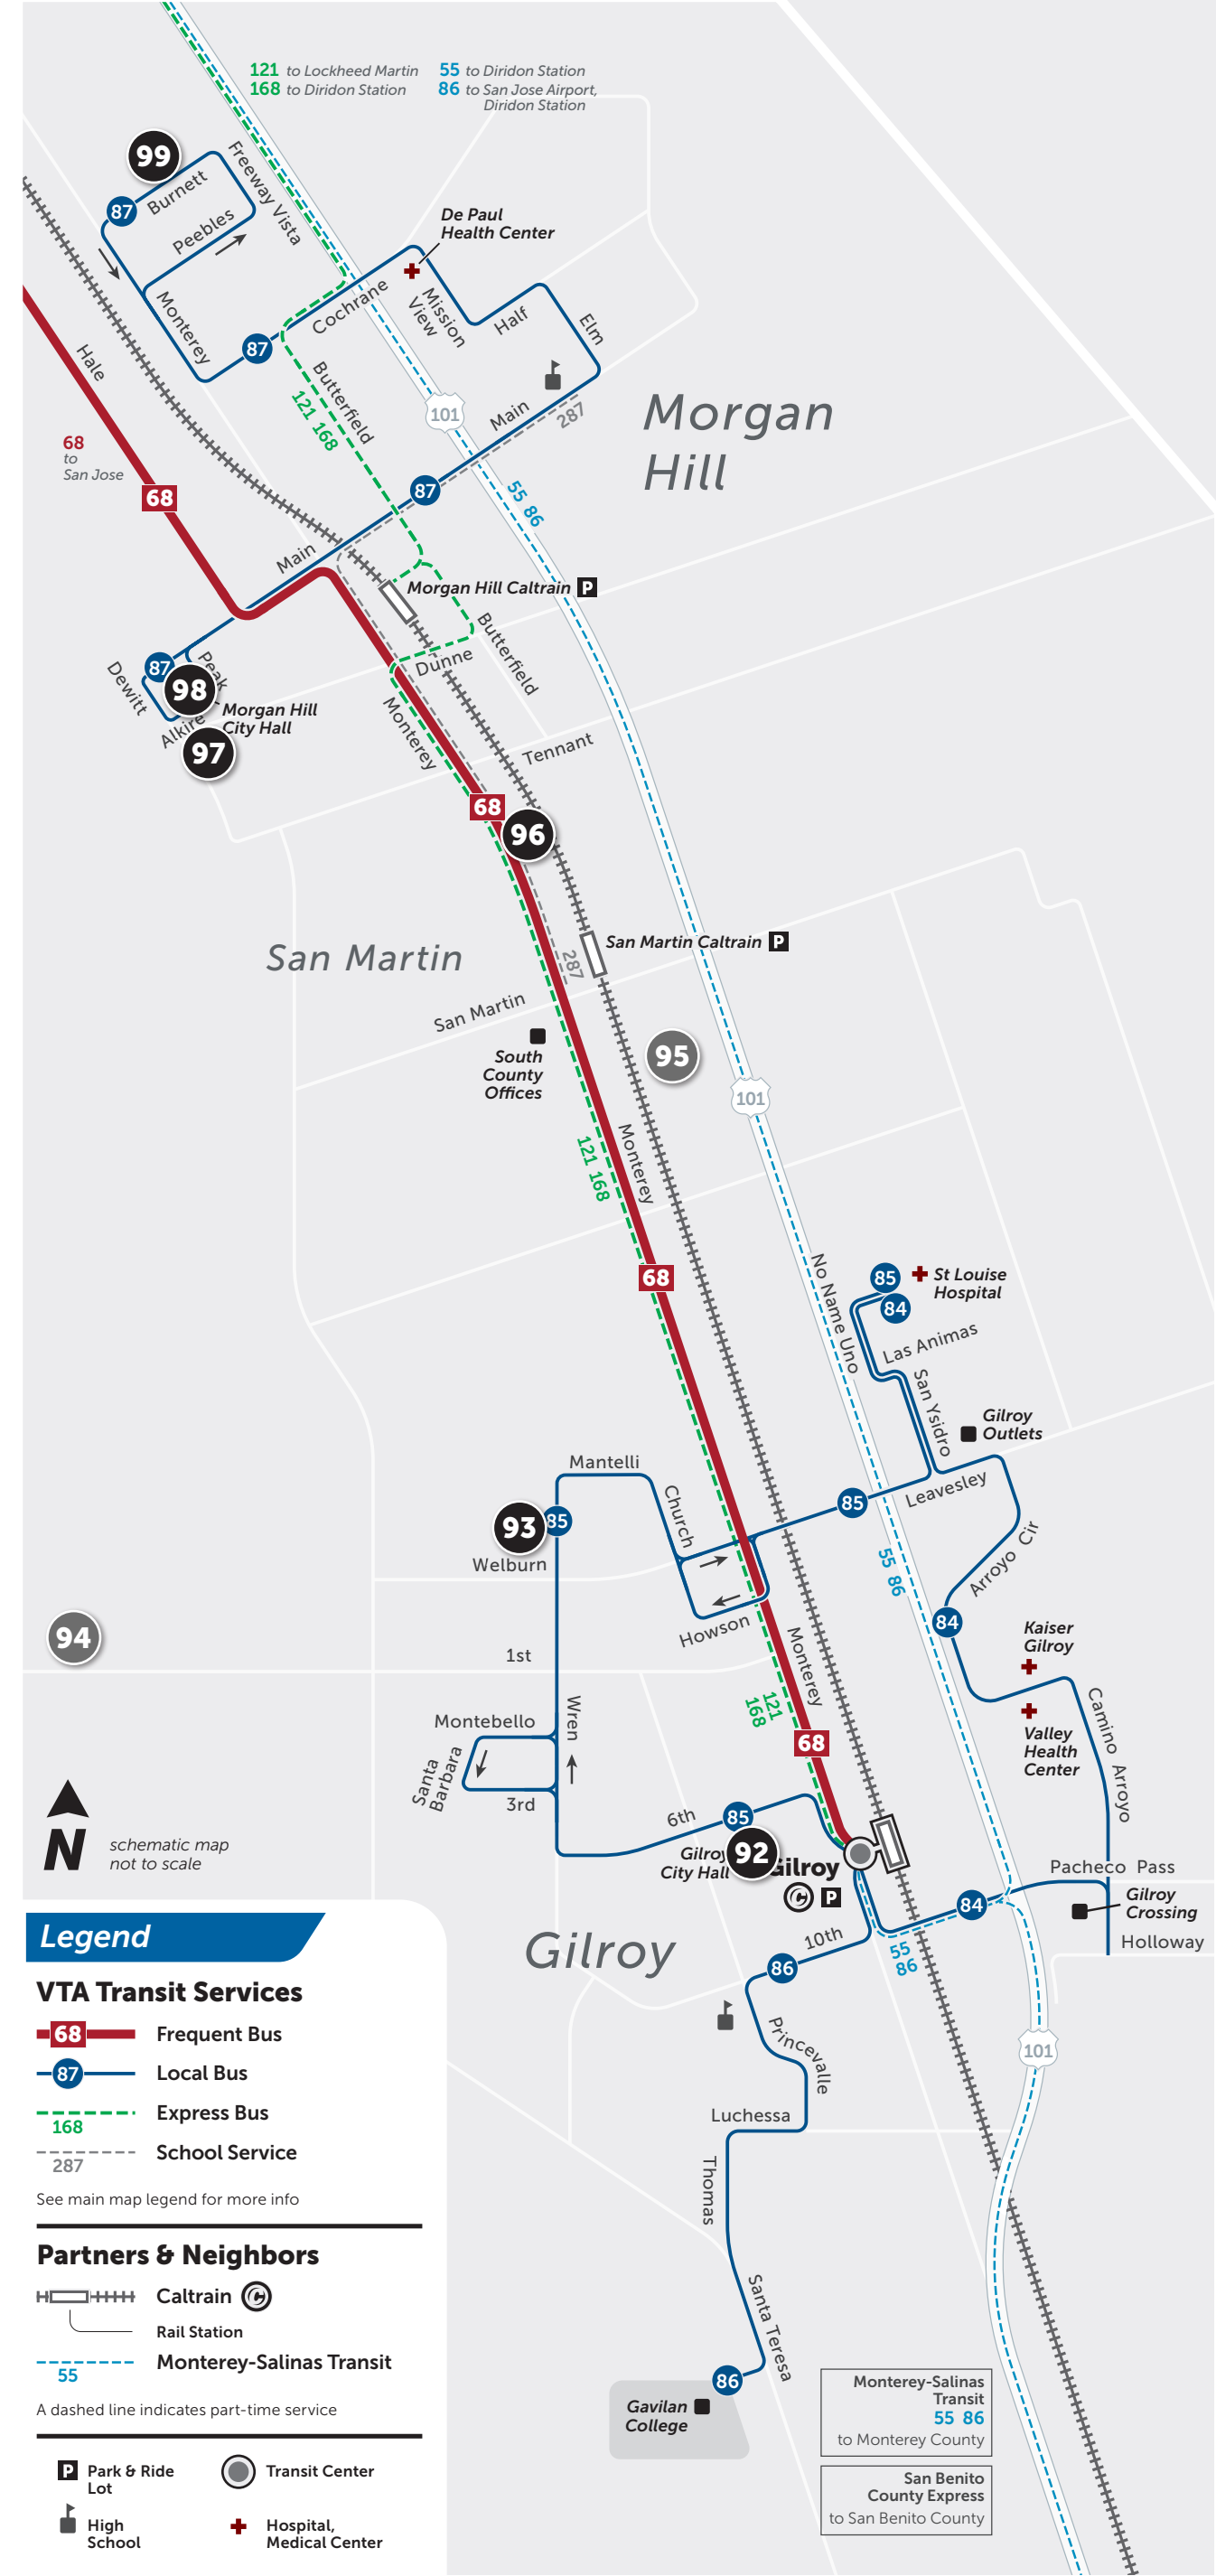 121 to Lockheed Martin
168 to Diridon Station
55 to Diridon Station
86 to San Jose Airport,
Diridon Station
99
Freeway Vista
87
Burnett
Peebles
De Paul
Health Center
Monterey
Cochrane
Mission
View
Half
Elm
87
Hale
Butterfield
121 168
101
Main
287
Morgan
Hill
68
to
San Jose
68
87
55 86
Main
Morgan Hill Caltrain P
Butterfield
Dunne
87
Peak
98
Dewitt
Alkire
Morgan Hill
City Hall
97
Monterey
Tennant
68
96
San Martin
San Martin Caltrain P
287
San Martin
South
County
Offices
95
101
121 168
Monterey
68
No Name Uno
85
84
St Louise
Hospital
Las Animas
San Ysidro
Gilroy
Outlets
Leavesley
Mantelli
Church
85
93
85
Welburn
Howson
55 86
Arroyo Cir
84
94
1st
Monterey
Kaiser
Gilroy
Valley
Health
Center
Camino Arroyo
121
168
68
Wren
Montebello
Santa
Barbara
3rd
6th
85
Gilroy
City Hall
92
Gilroy
C P
N
schematic map
not to scale
Pacheco Pass
84
Gilroy
Crossing
Holloway
Gilroy
10th
55
86
86
Princevalle
101
Luchessa
Thomas
Santa Teresa
86
Gavilan
College
Monterey-Salinas
Transit
55 86
to Monterey County
San Benito
County Express
to San Benito County
Legend
VTA Transit Services
68 Frequent Bus
87 Local Bus
168 Express Bus
287 School Service
See main map legend for more info
Partners & Neighbors
Caltrain C
Rail Station
55 Monterey-Salinas Transit
A dashed line indicates part-time service
P Park & Ride
Lot
Transit Center
High
School
Hospital,
Medical Center